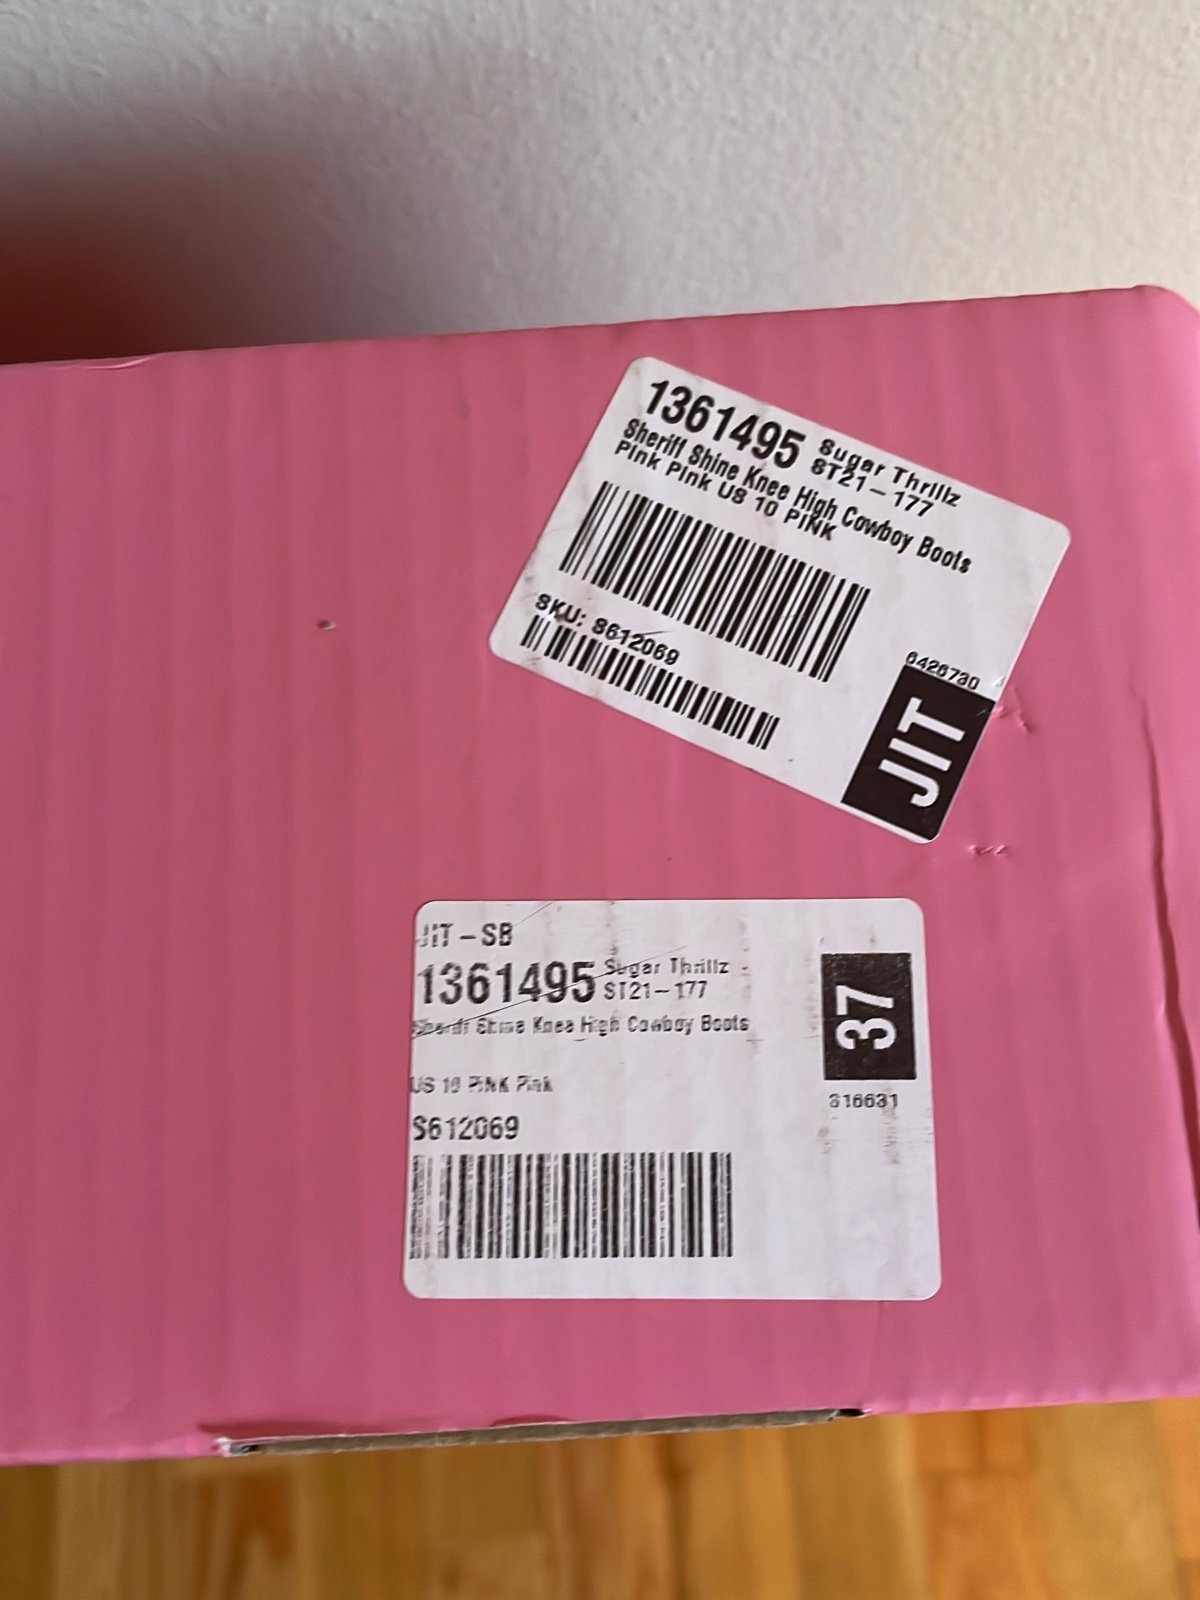 1361495 Sugar Thrillz
ST21-177
Sheriff Shine Knee High Cowboy Boots
Pink Pink US 10 PINK
SKU: S612069
6426730
JIT
JIT-SB
1361495 Sugar Thrillz
ST21-177
Sheriff Shine Knee High Cowboy Boots
US 10 PINK Pink
S612069
37
316631